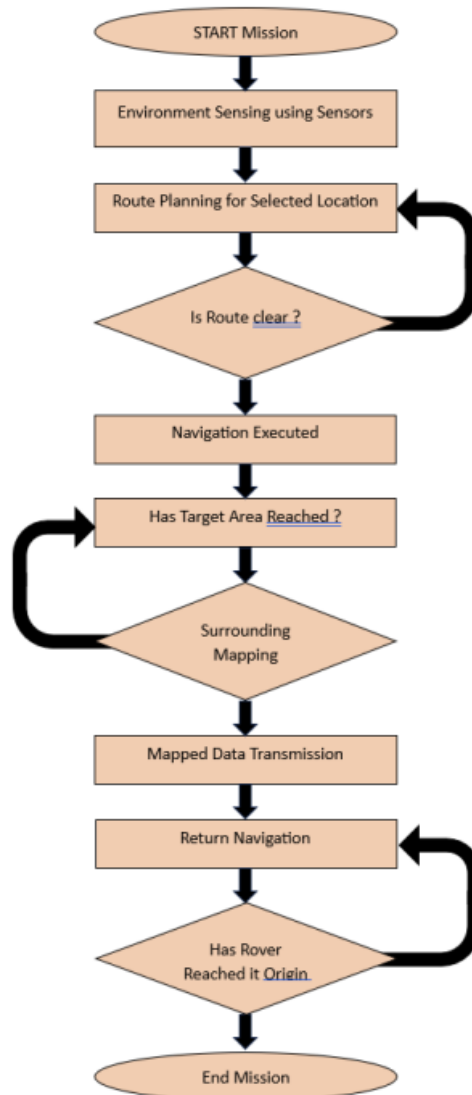 START Mission
Environment Sensing using Sensors
Route Planning for Selected Location
Is Route clear ?
Navigation Executed
Has Target Area Reached ?
Surrounding
Mapping
Mapped Data Transmission
Return Navigation
Has Rover
Reached it Origin
End Mission